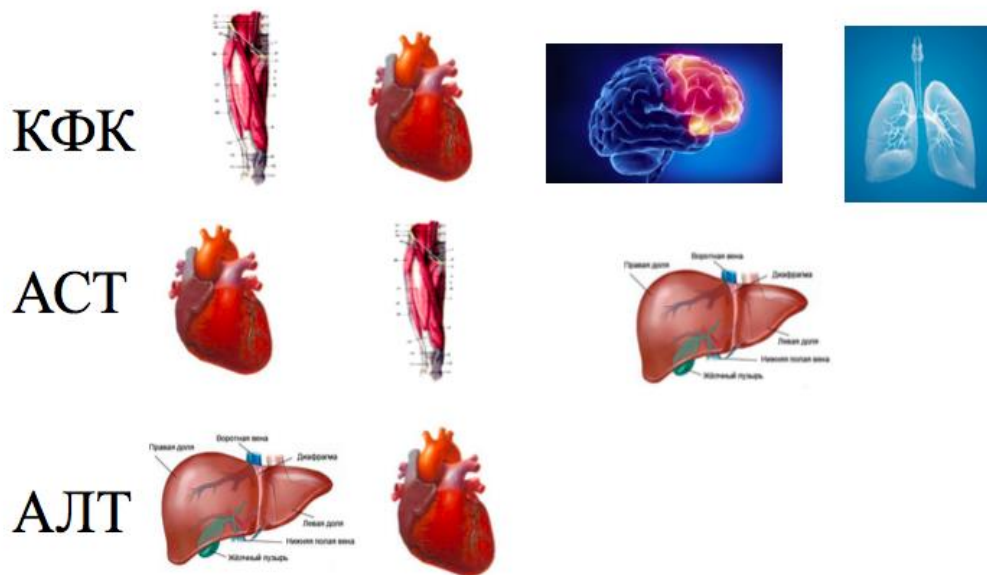 КФК
АСТ
Правая доля
Воротная вена
Диафрагма
Левая доля
Нижняя полая вена
Жёлчный пузырь
АЛТ
Правая доля
Воротная вена
Диафрагма
Левая доля
Нижняя полая вена
Жёлчный пузырь